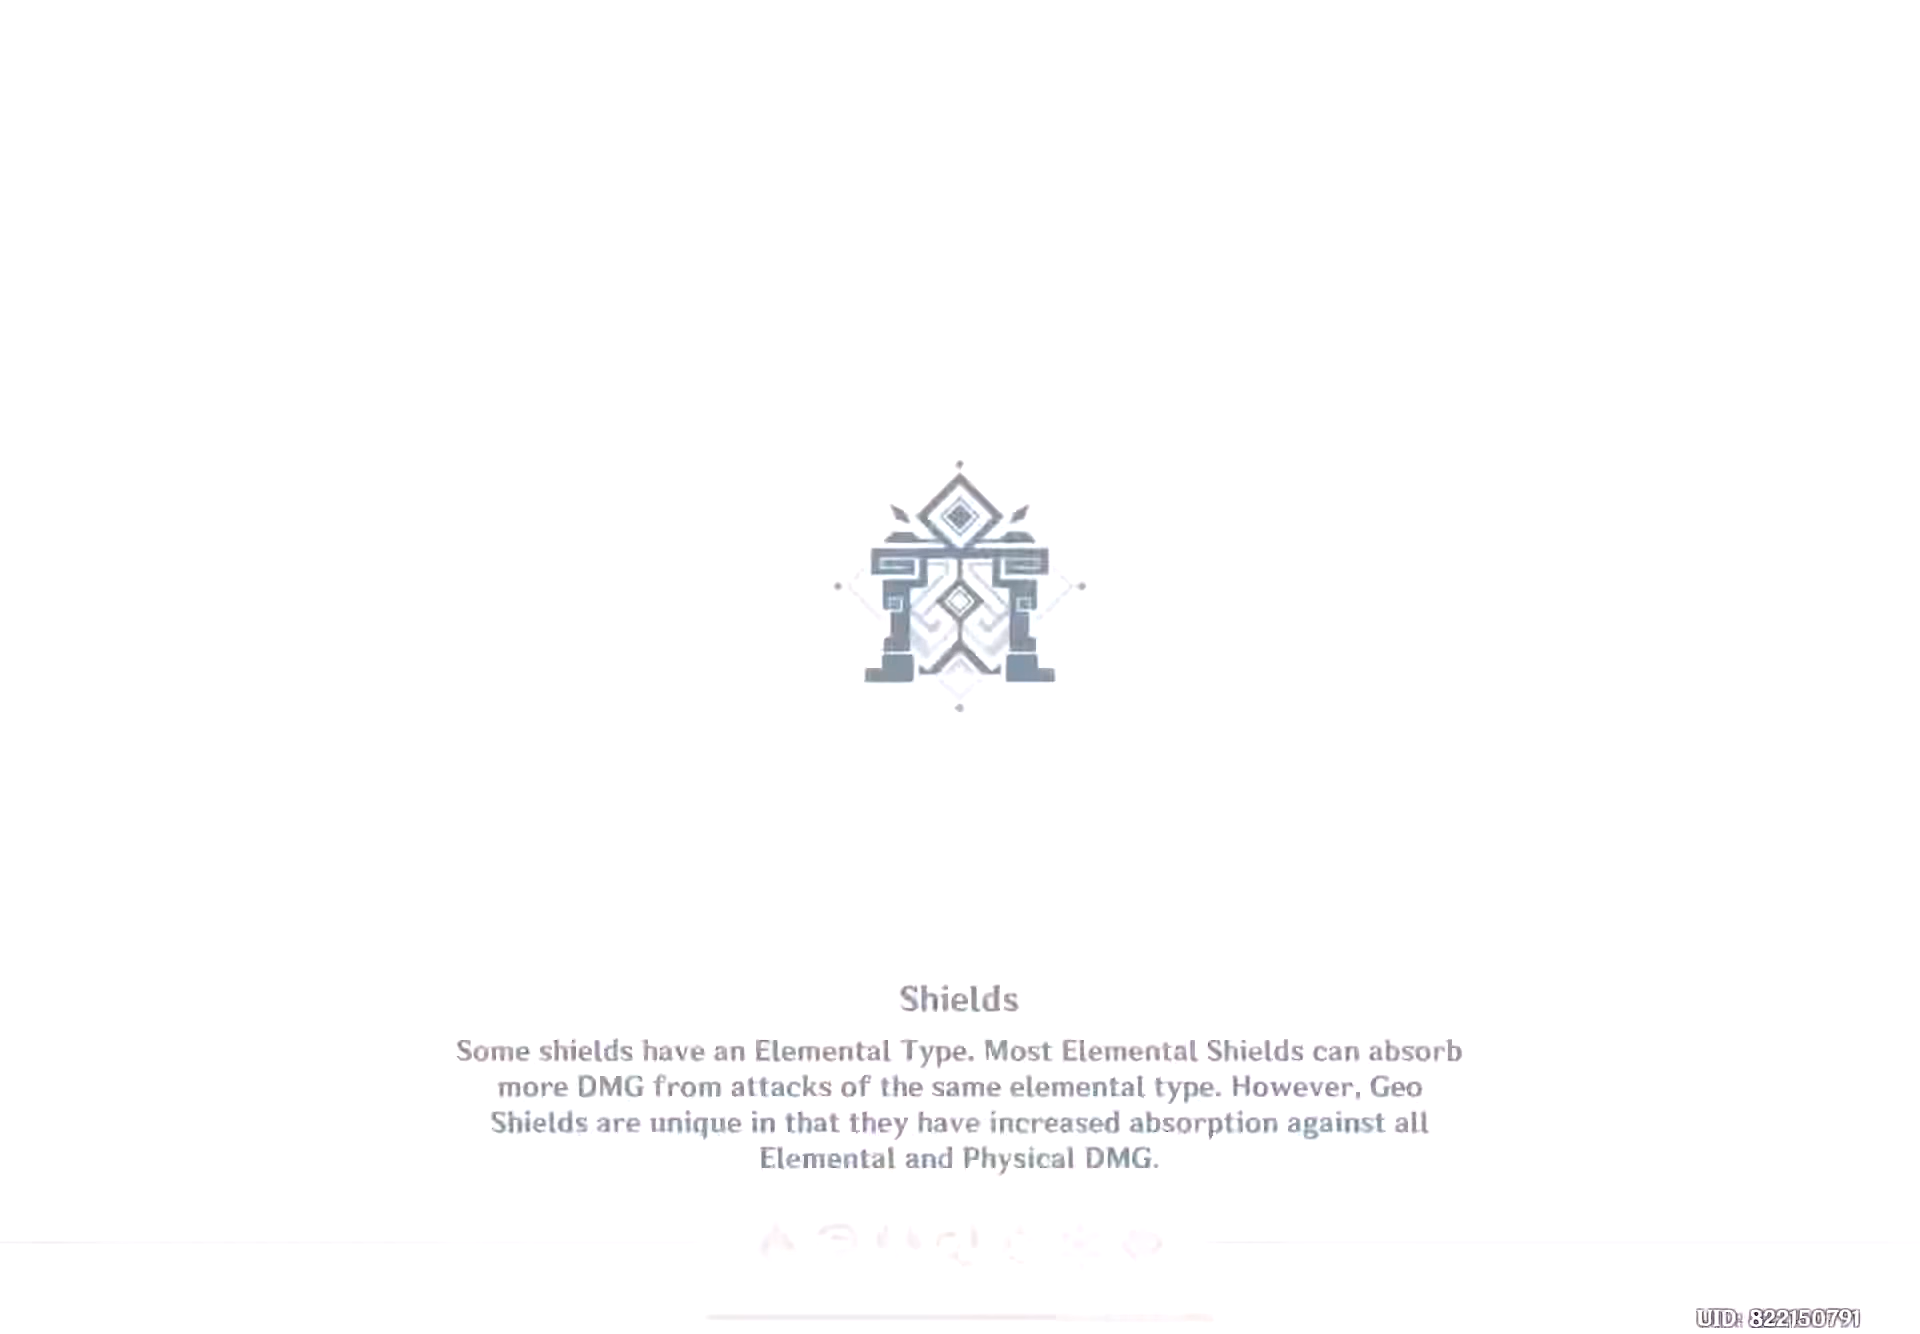 Shields
Some shields have an Elemental Type. Most Elemental Shields can absorb
more DMG from attacks of the same elemental type. However, Geo
Shields are unique in that they have increased absorption against all
Elemental and Physical DMG.
UID: 822150791